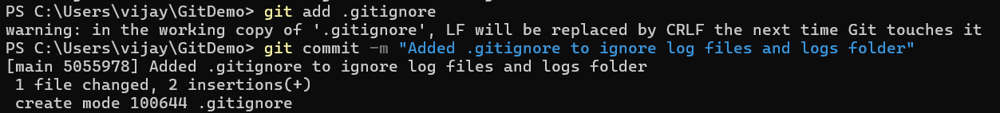 PS C:\Users\vijay\GitDemo> git add .gitignore
warning: in the working copy of '.gitignore', LF will be replaced by CRLF the next time Git touches it
PS C:\Users\vijay\GitDemo> git commit -m "Added .gitignore to ignore log files and logs folder"
[main 5055978] Added .gitignore to ignore log files and logs folder
 1 file changed, 2 insertions(+)
 create mode 100644 .gitignore